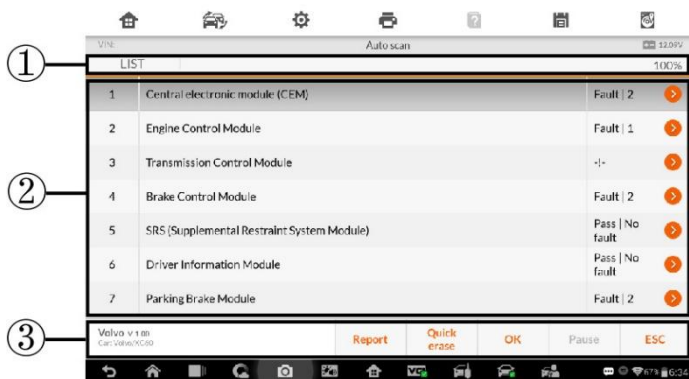 VIN:
Auto scan
12.09V
①
LIST
100%
②
1 Central electronic module (CEM) Fault | 2
2 Engine Control Module Fault | 1
3 Transmission Control Module -|-
4 Brake Control Module Fault | 2
5 SRS (Supplemental Restraint System Module) Pass | No
fault
6 Driver Information Module Pass | No
fault
7 Parking Brake Module Fault | 2
③
Volvo V 1.00
Car: Volvo/XC60
Report
Quick
erase
OK
Pause
ESC
VCI
67%
6:34